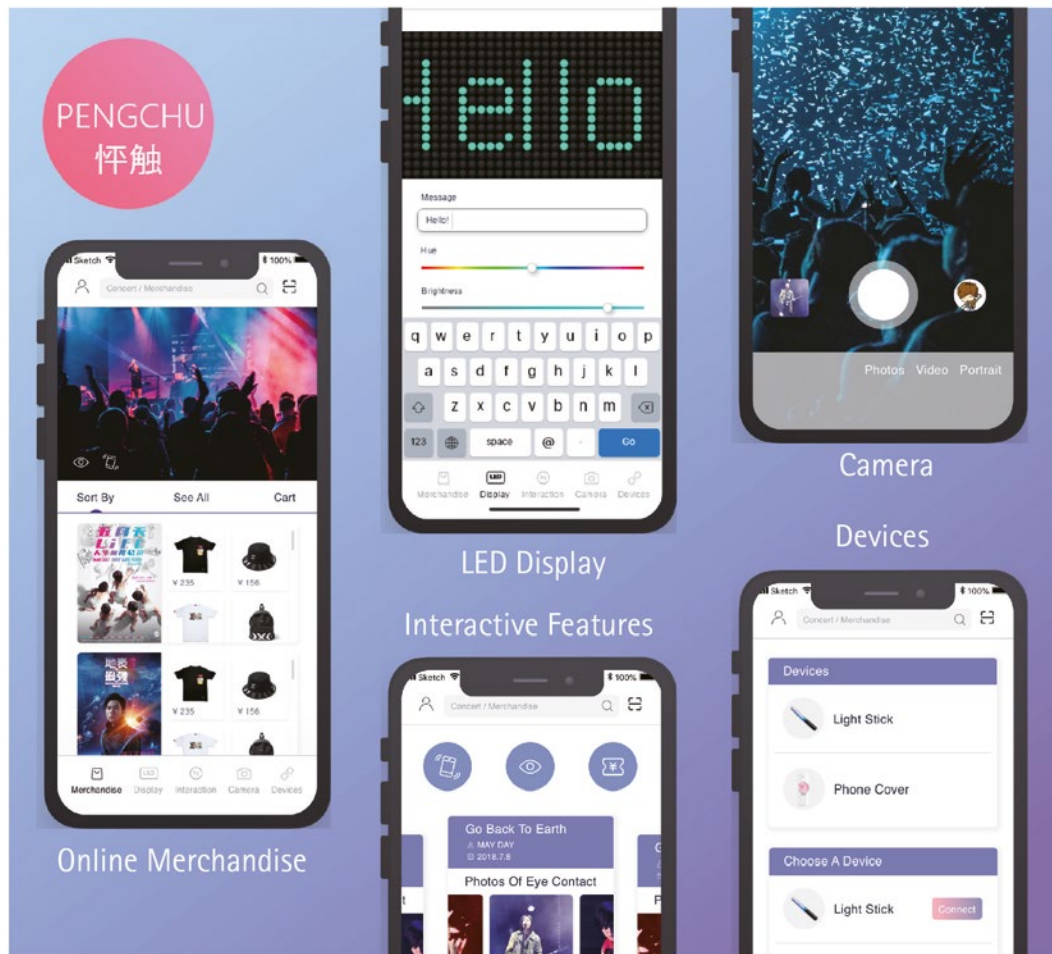 PENGCHU
怦触
Sketch
100%
Concert / Merchandise
Sort By
See All
Cart
¥ 235
¥ 156
¥ 235
¥ 156
Merchandise
Display
Interaction
Camera
Devices
Online Merchandise
Hello
Message
Hello!
Hue
Brightness
q w e r t y u i o p
a s d f g h j k l
z x c v b n m
123
space
@
.
Go
Merchandise
LED
Display
Interaction
Camera
Devices
LED Display
Interactive Features
Sketch
100%
Concert / Merchandise
Go Back To Earth
MAY DAY
2018.7.8
Photos Of Eye Contact
Photos
Video
Portrait
Camera
Devices
Sketch
100%
Concert / Merchandise
Devices
Light Stick
Phone Cover
Choose A Device
Light Stick
Connect